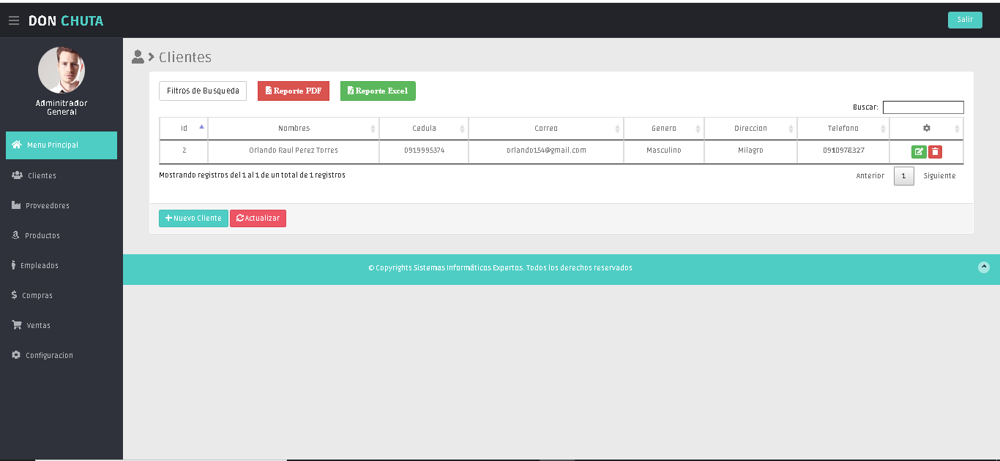 DON CHUTA
Salir
Adminitrador
General
Menu Principal
Clientes
Proveedores
Productos
Empleados
Compras
Ventas
Configuracion
Clientes
Filtros de Busqueda Reporte PDF Reporte Excel
Buscar:
Id Nombres Cedula Correo Genero Direccion Telefono
2 Orlando Raul Perez Torres 0919995374 orlando154@gmail.com Masculino Milagro 0910978327
Mostrando registros del 1 al 1 de un total de 1 registros
Anterior 1 Siguiente
Nuevo Cliente Actualizar
© Copyrights Sistemas Informáticos Expertos. Todos los derechos reservados